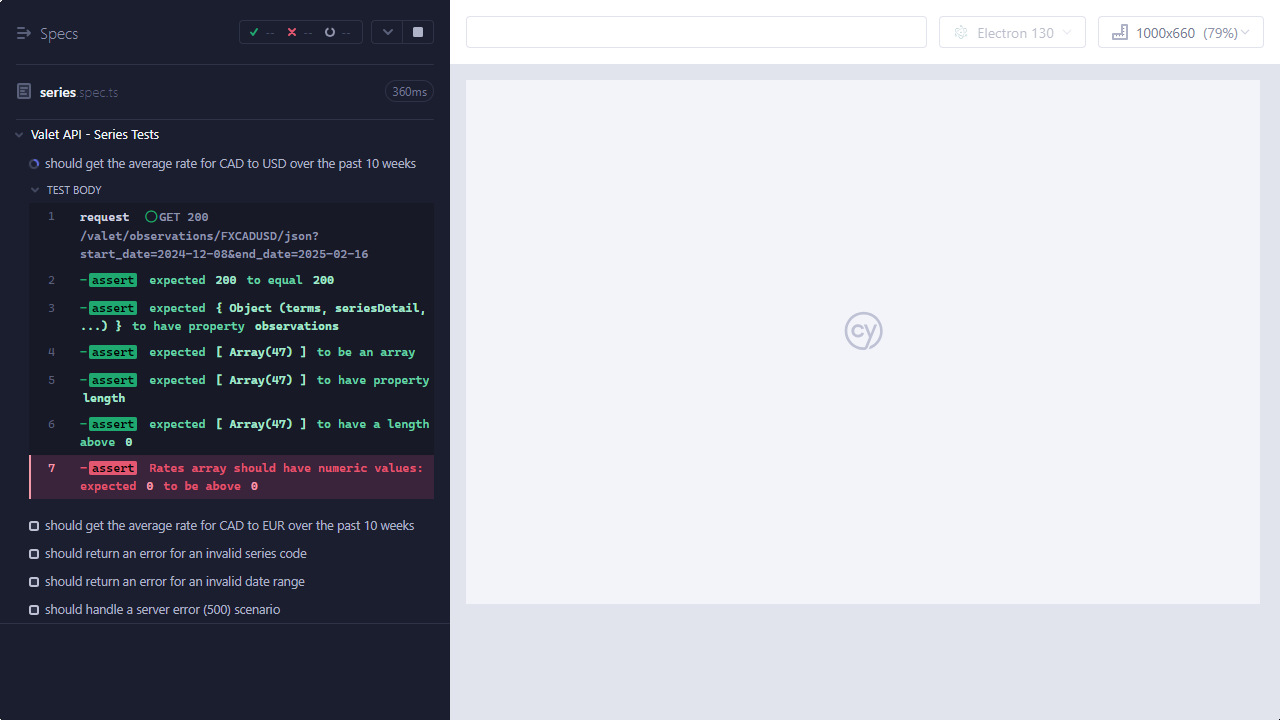 Specs
-- -- --
series.spec.ts
360ms
Valet API - Series Tests
should get the average rate for CAD to USD over the past 10 weeks
TEST BODY
1 request GET 200
/valet/observations/FXCADUSD/json?
start_date=2024-12-08&end_date=2025-02-16
2 -assert expected 200 to equal 200
3 -assert expected { Object (terms, seriesDetail,
...) } to have property observations
4 -assert expected [ Array(47) ] to be an array
5 -assert expected [ Array(47) ] to have property
length
6 -assert expected [ Array(47) ] to have a length
above 0
7 -assert Rates array should have numeric values:
expected 0 to be above 0
should get the average rate for CAD to EUR over the past 10 weeks
should return an error for an invalid series code
should return an error for an invalid date range
should handle a server error (500) scenario
Electron 130
1000x660 (79%)
cy